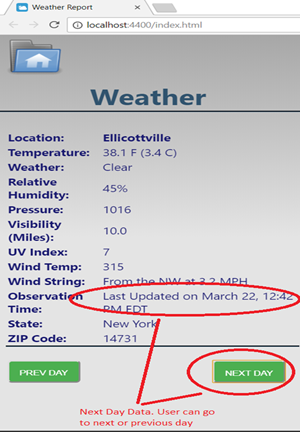 Weather Report
localhost:4400/index.html
Weather
Location: Ellicottville
Temperature: 38.1 F (3.4 C)
Weather: Clear
Relative
Humidity: 45%
Pressure: 1016
Visibility
(Miles): 10.0
UV Index: 7
Wind Temp: 315
Wind String: From the NW at 3.2 MPH
Observation Last Updated on March 22, 12:42
Time: PM EDT
State: New York
ZIP Code: 14731
PREV DAY NEXT DAY
Next Day Data. User can go
to next or previous day